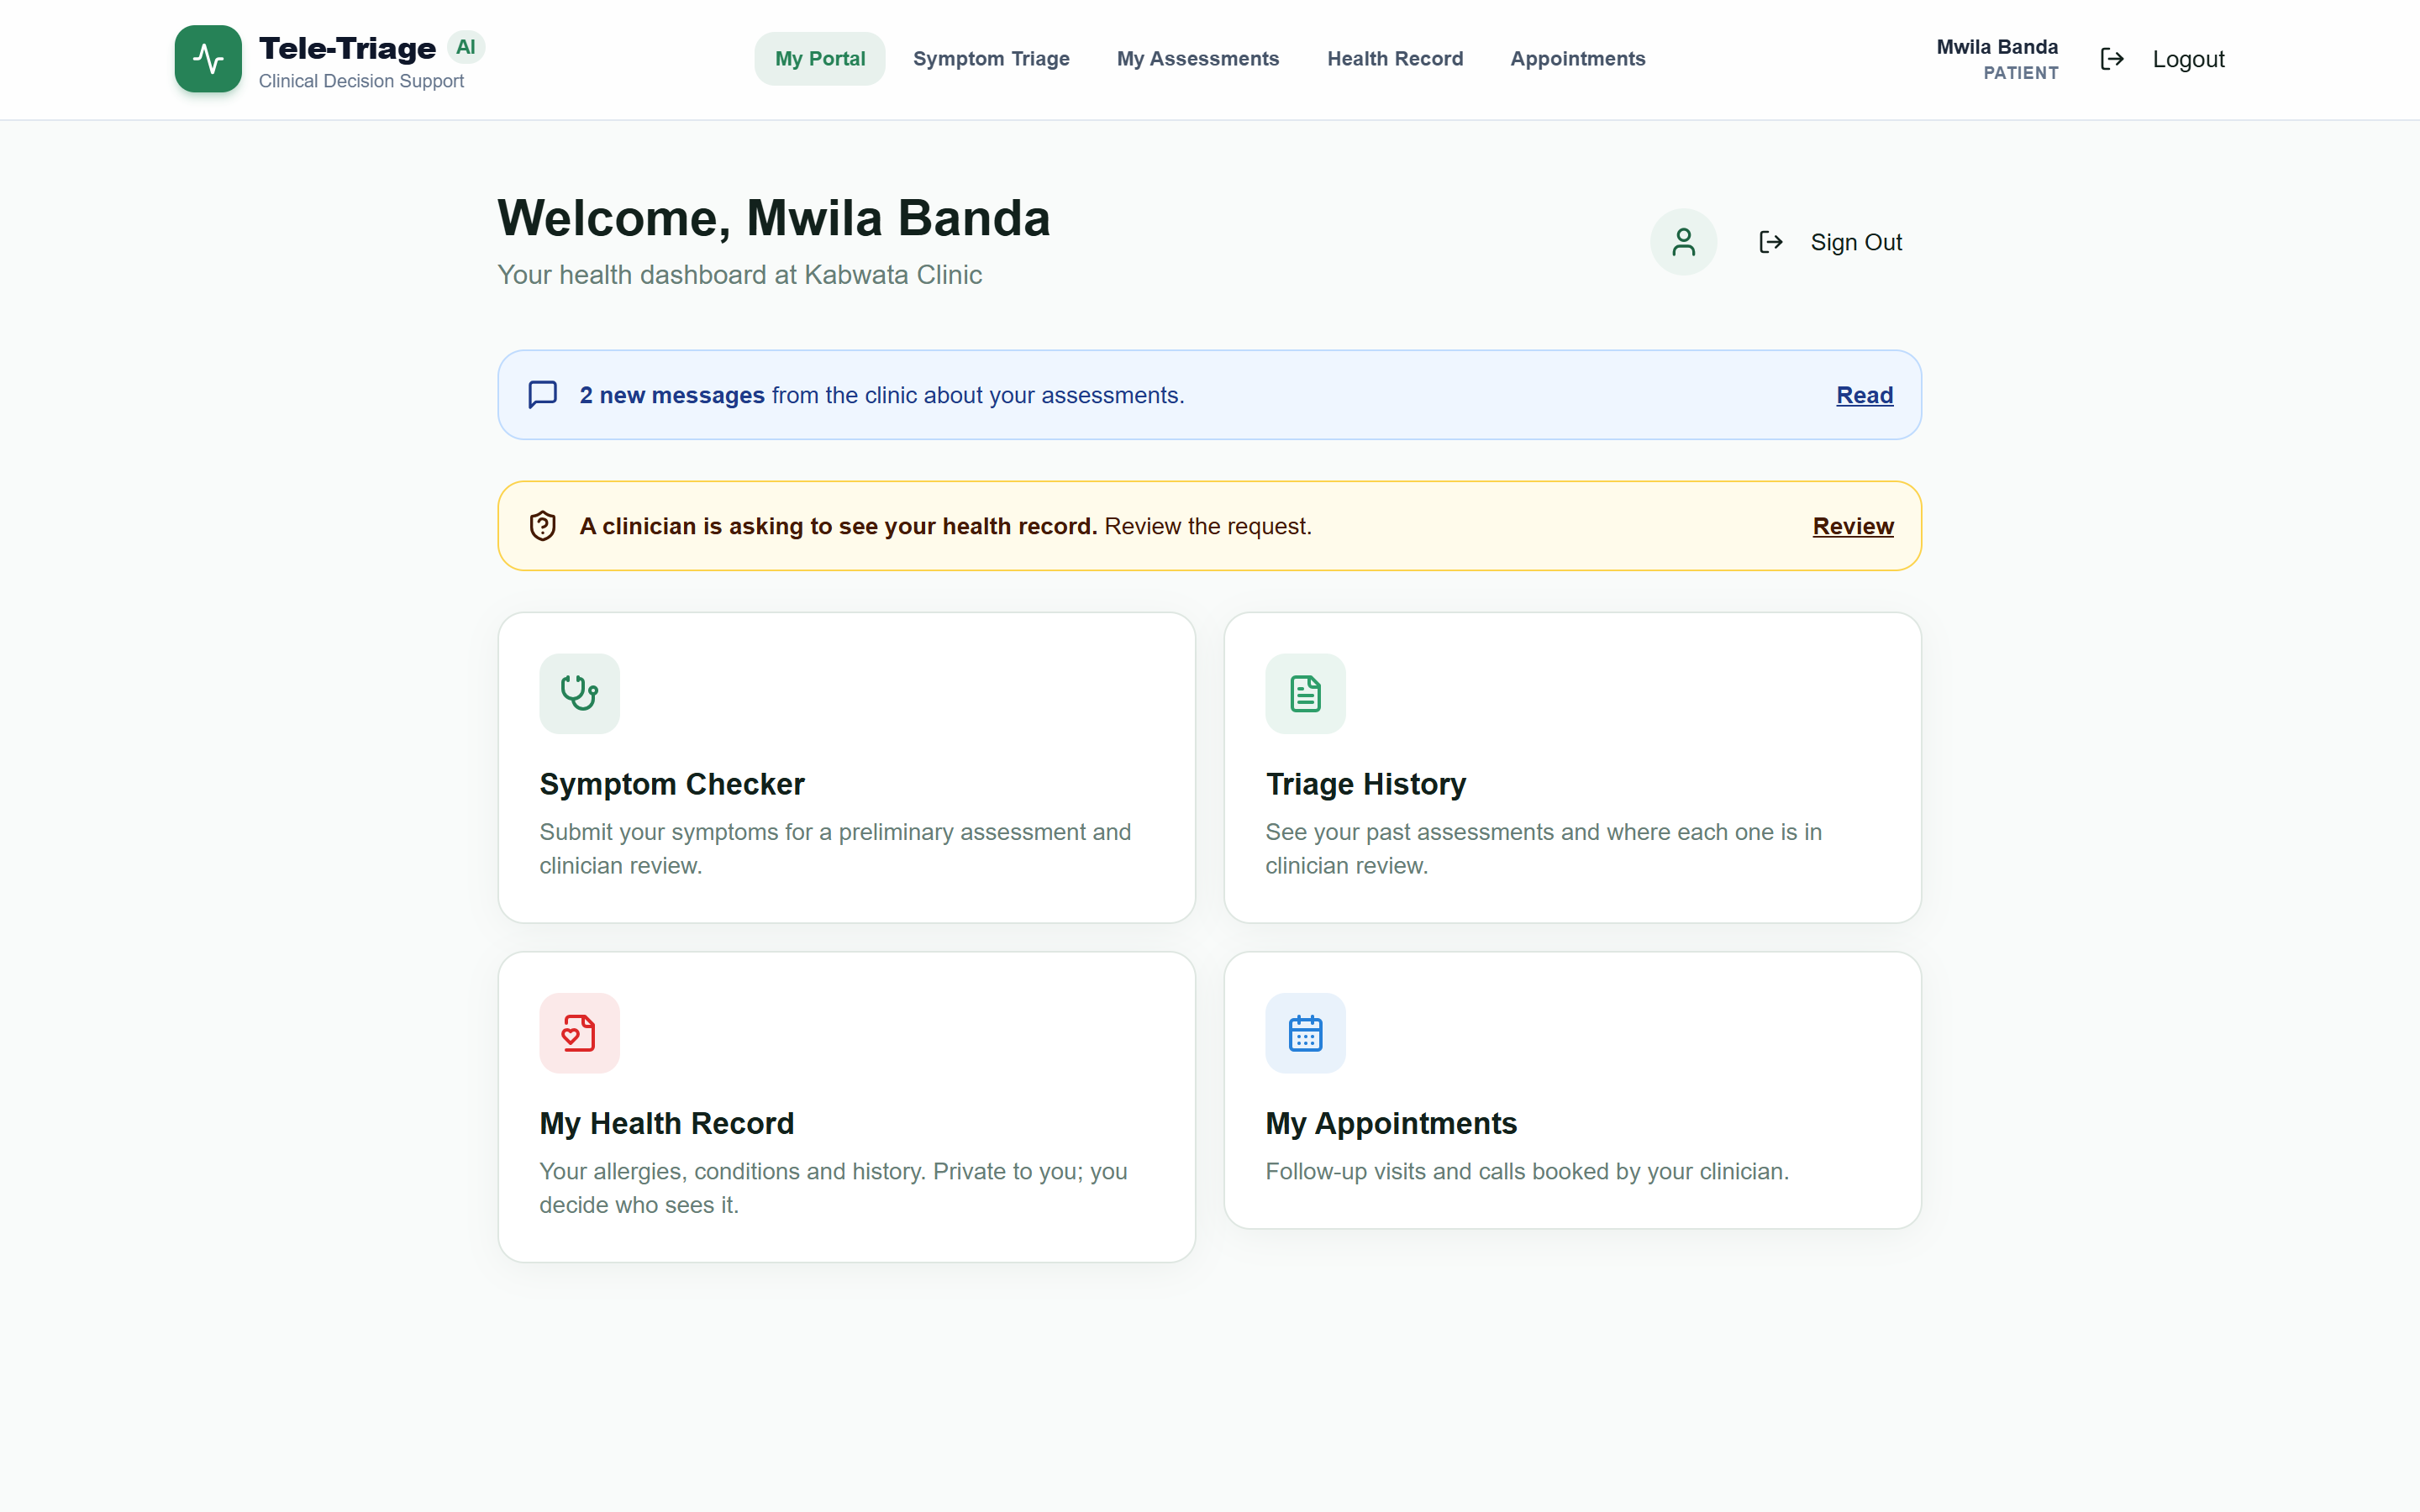 Tele-Triage AI
Clinical Decision Support
My Portal
Symptom Triage
My Assessments
Health Record
Appointments
Mwila Banda
PATIENT
Logout
Welcome, Mwila Banda
Your health dashboard at Kabwata Clinic
Sign Out
2 new messages from the clinic about your assessments.
Read
A clinician is asking to see your health record. Review the request.
Review
Symptom Checker
Submit your symptoms for a preliminary assessment and
clinician review.
Triage History
See your past assessments and where each one is in
clinician review.
My Health Record
Your allergies, conditions and history. Private to you; you
decide who sees it.
My Appointments
Follow-up visits and calls booked by your clinician.